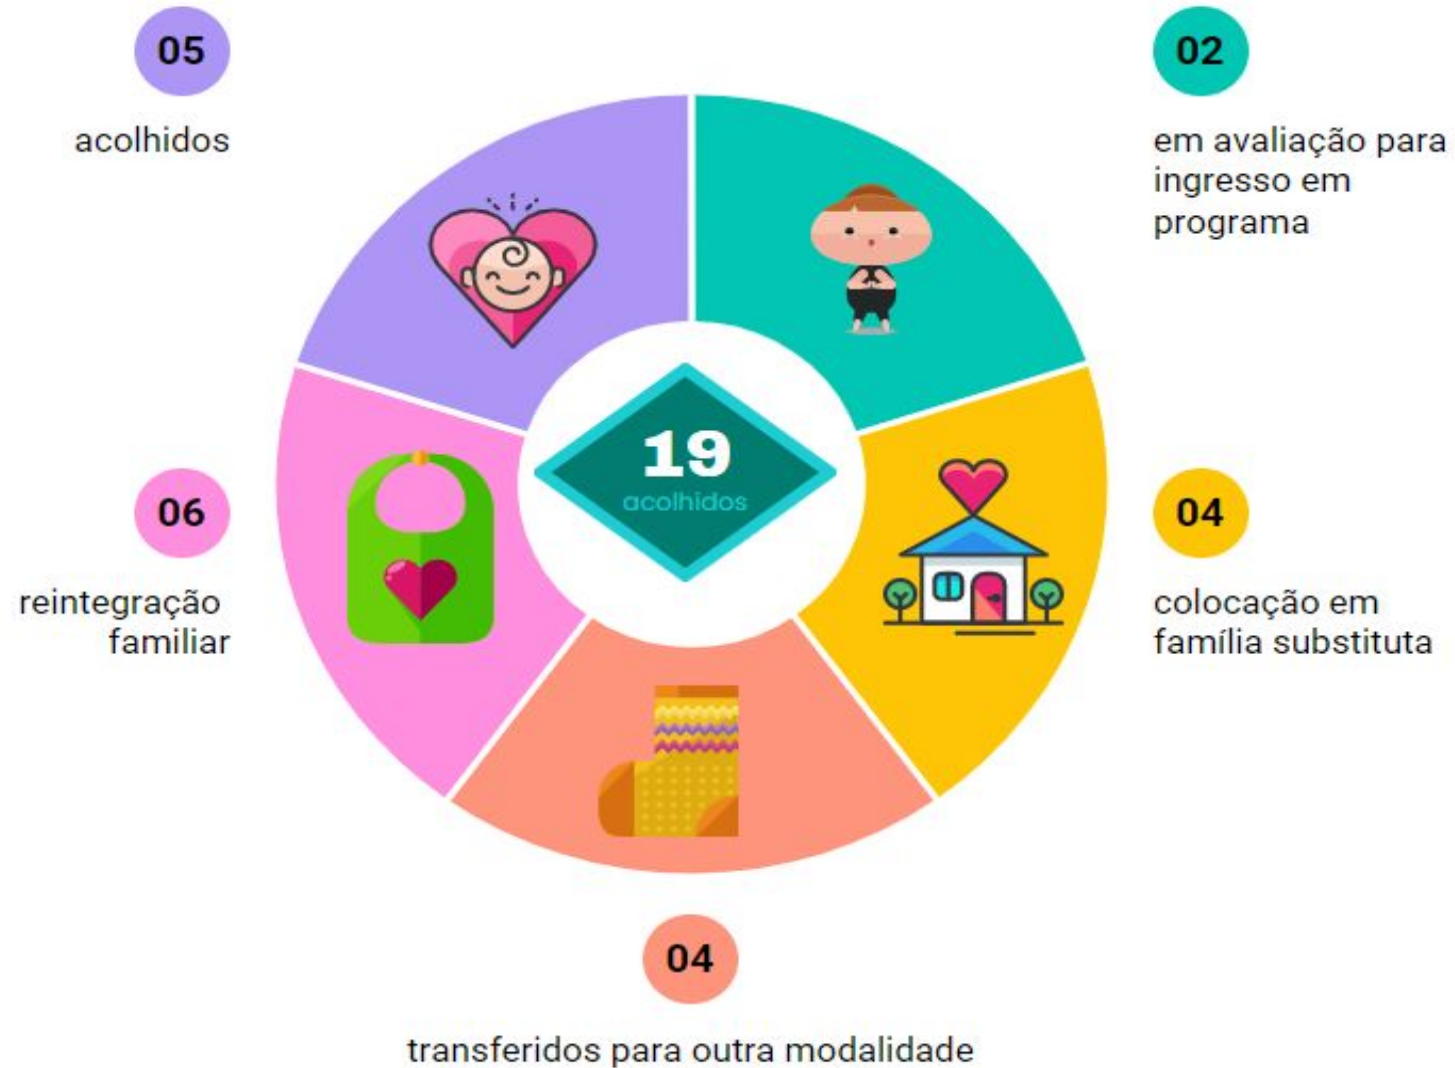 05
acolhidos
02
em avaliação para
ingresso em
programa
19
acolhidos
06
reintegração
familiar
04
colocação em
família substituta
04
transferidos para outra modalidade